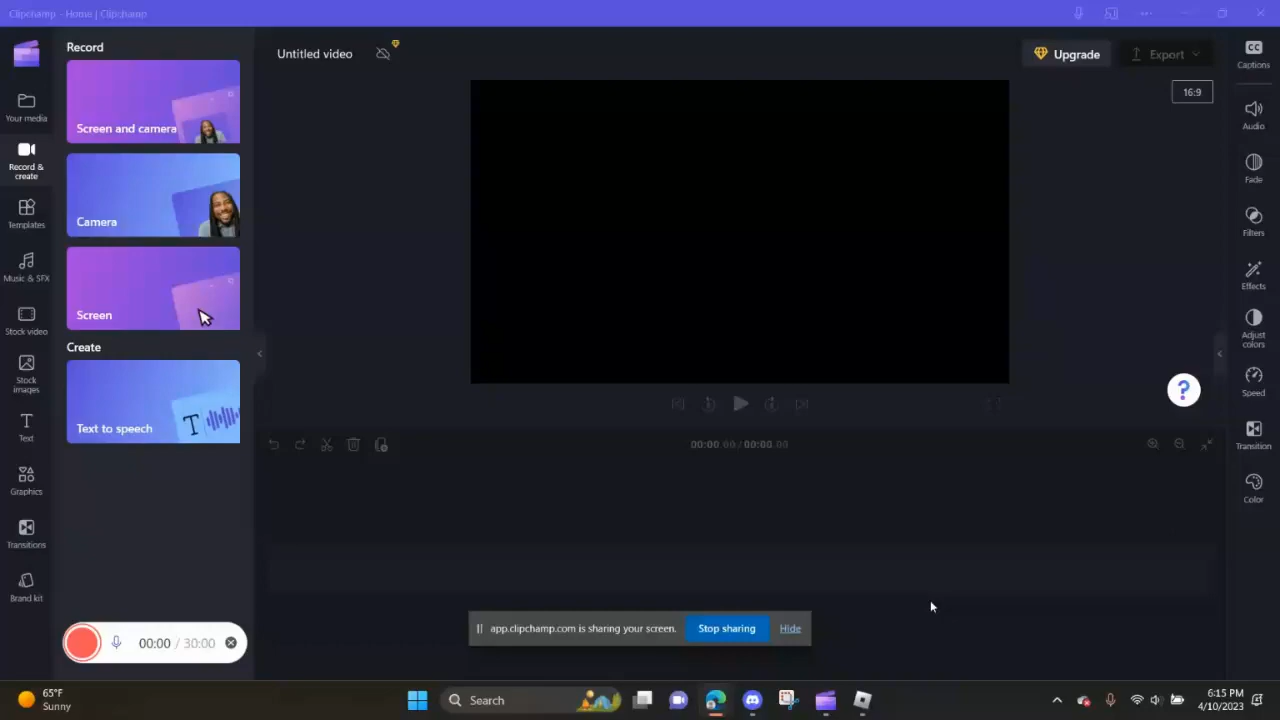 Clipchamp - Home | Clipchamp
Record
Screen and camera
Camera
Screen
Create
Text to speech
Your media
Record &
create
Templates
Music & SFX
Stock video
Stock
images
Text
Graphics
Transitions
Brand kit
00:00 / 30:00
Untitled video
Upgrade
Export
16:9
00:00.00 / 00:00.00
?
CC
Captions
Audio
Fade
Filters
Effects
Adjust
colors
Speed
Transition
Color
app.clipchamp.com is sharing your screen.
Stop sharing
Hide
65°F
Sunny
Search
6:15 PM
4/10/2023